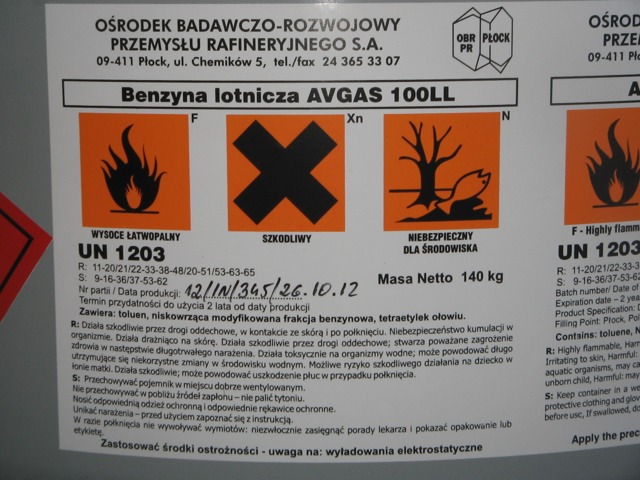 OŚRODEK BADAWCZO-ROZWOJOWY
PRZEMYSŁU RAFINERYJNEGO S.A.
09-411 Płock, ul. Chemików 5, tel./fax 24 365 33 07
OBR PŁOCK
PR
Benzyna lotnicza AVGAS 100LL
F
Xn
N
WYSOCE ŁATWOPALNY
SZKODLIWY
NIEBEZPIECZNY
DLA ŚRODOWISKA
UN 1203
R: 11-20/21/22-33-38-48/20-51/53-63-65
S: 9-16-36/37-53-62
Masa Netto 140 kg
Nr partii / Data produkcji: 12/IN/345/26.10.12
Termin przydatności do użycia 2 lata od daty produkcji
Zawiera: toluen, niskowrząca modyfikowana frakcja benzynowa, tetraetylek ołowiu.
R: Działa szkodliwie przez drogi oddechowe, w kontakcie ze skórą i po połknięciu. Niebezpieczeństwo kumulacji w
organizmie. Działa drażniąco na skórę. Działa szkodliwie przez drogi oddechowe; stwarza poważne zagrożenie
zdrowia w następstwie długotrwałego narażenia. Działa toksycznie na organizmy wodne; może powodować długo
utrzymujące się niekorzystne zmiany w środowisku wodnym. Możliwe ryzyko szkodliwego działania na dziecko w
łonie matki. Działa szkodliwie; może powodować uszkodzenie płuc w przypadku połknięcia.
S: Przechowywać pojemnik w miejscu dobrze wentylowanym.
Nie przechowywać w pobliżu źródeł zapłonu – nie palić tytoniu.
Nosić odpowiednią odzież ochronną i odpowiednie rękawice ochronne.
Unikać narażenia – przed użyciem zapoznać się z instrukcją.
W razie połknięcia nie wywoływać wymiotów: niezwłocznie zasięgnąć porady lekarza i pokazać opakowanie lub
etykietę.
Zastosować środki ostrożności - uwaga na: wyładowania elektrostatyczne
OŚROD
PRZE
09-411 Pło
A
F - Highly flamm
UN 1203
R: 11-20/21/22-33-3
S: 9-16-36/37-53-62
Batch number/ Date of
Expiration date – 2 yea
Product Specification: D
Filling Point: Płock, Pol
Contains: toluene, N
R: Highly flammable, Harm
Irritating to skin, Harmful:
aquatic organisms, may ca
unborn child, Harmful: may
S: Keep container in a we
protective clothing and glov
before use, If swallowed, do
Apply the prec